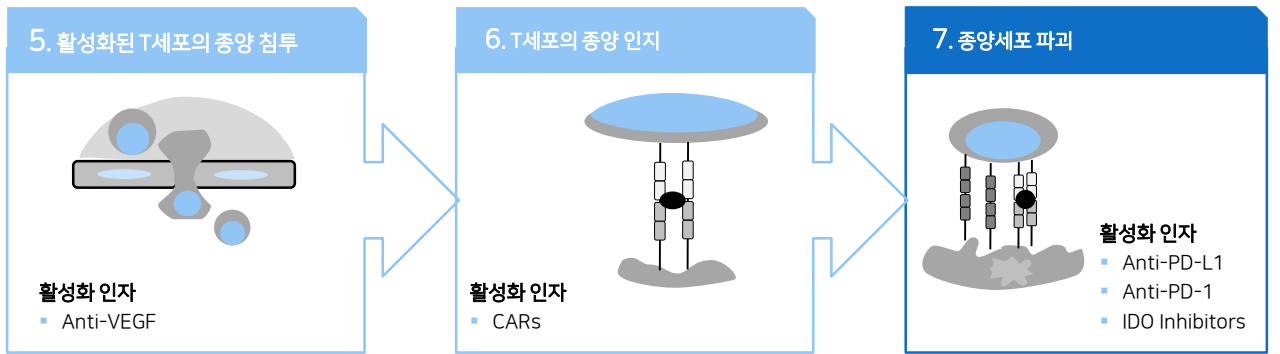 5. 활성화된 T세포의 종양 침투
활성화 인자
▪ Anti-VEGF
6. T세포의 종양 인지
활성화 인자
▪ CARs
7. 종양세포 파괴
활성화 인자
▪ Anti-PD-L1
▪ Anti-PD-1
▪ IDO Inhibitors